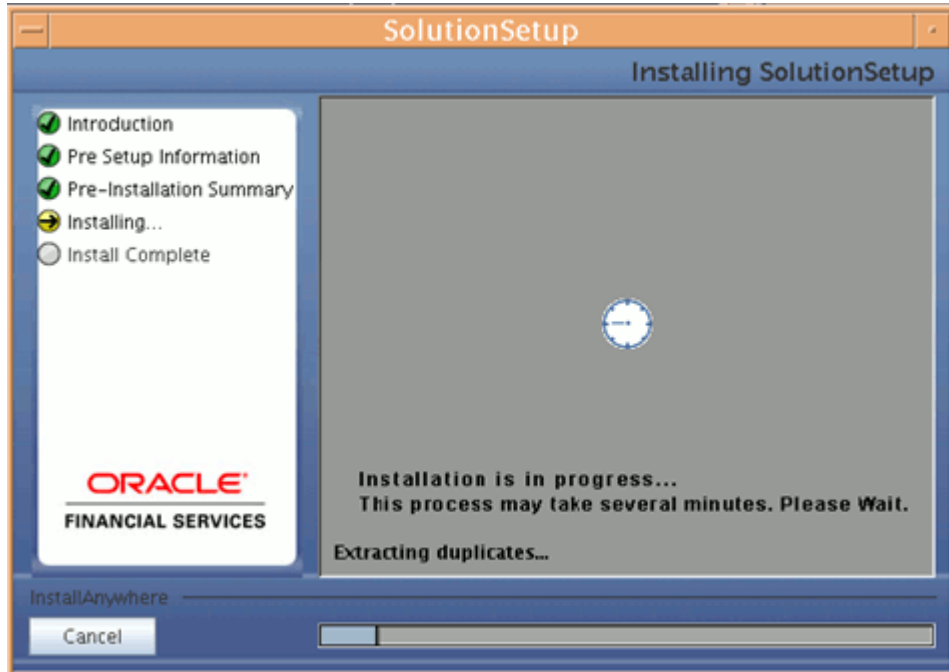 SolutionSetup
Installing SolutionSetup
Introduction
Pre Setup Information
Pre-Installation Summary
Installing...
Install Complete
ORACLE
FINANCIAL SERVICES
Installation is in progress...
This process may take several minutes. Please Wait.
Extracting duplicates...
InstallAnywhere
Cancel